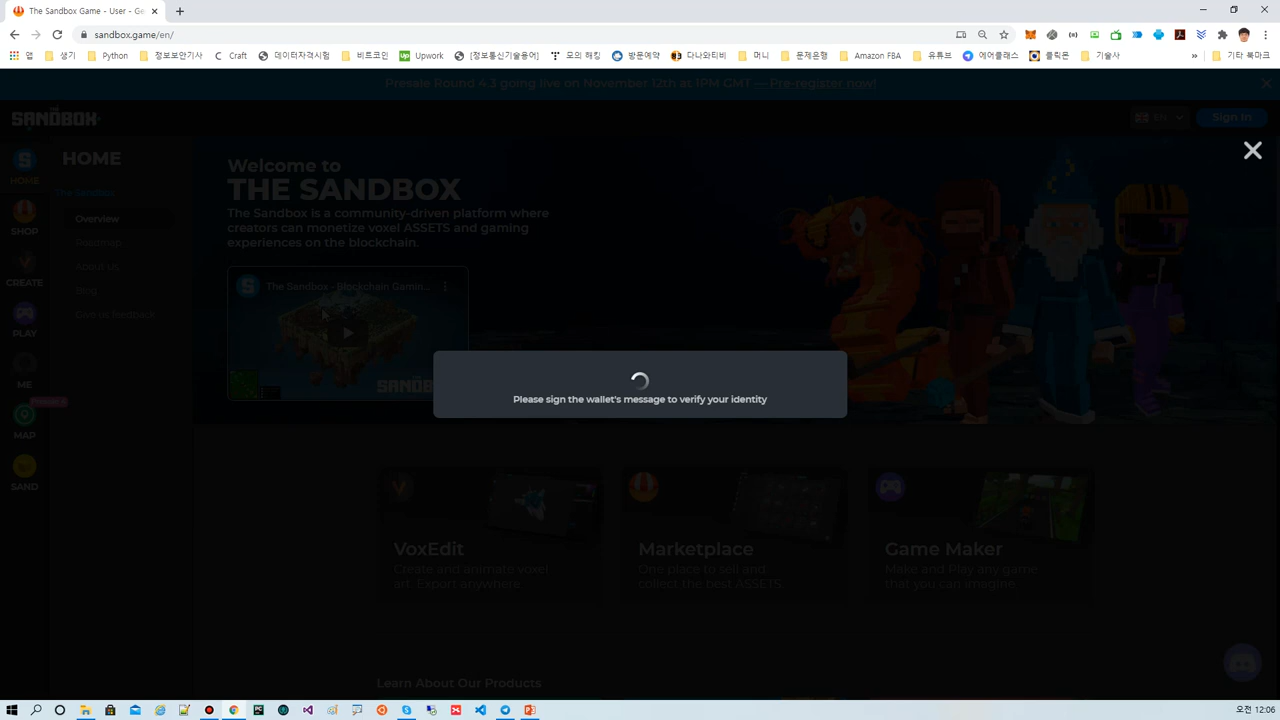 The Sandbox Game - User - Ge
sandbox.game/en/
앱
생기
Python
정보보안기사
Craft
데이터자격시험
비트코인
Upwork
[정보통신기술용어]
모의 해킹
방문예약
다나와티비
머니
문제은행
Amazon FBA
유튜브
에어클래스
클릭온
기술사
»
기타 북마크
Presale Round 4.3 going live on November 12th at 1PM GMT — Pre-register now!
THE SANDBOX
EN
Sign In
HOME
SHOP
CREATE
PLAY
ME
MAP
SAND
HOME
The Sandbox
Overview
Roadmap
About Us
Blog
Give us feedback
Welcome to
THE SANDBOX
The Sandbox is a community-driven platform where
creators can monetize voxel ASSETS and gaming
experiences on the blockchain.
The Sandbox - Blockchain Gamin...
SANDB
Please sign the wallet's message to verify your identity
VoxEdit
Create and animate voxel
art. Export anywhere.
Marketplace
One place to sell and
collect the best ASSETS
Game Maker
Make and Play any game
that you can imagine.
Learn About Our Products
오전 12:06